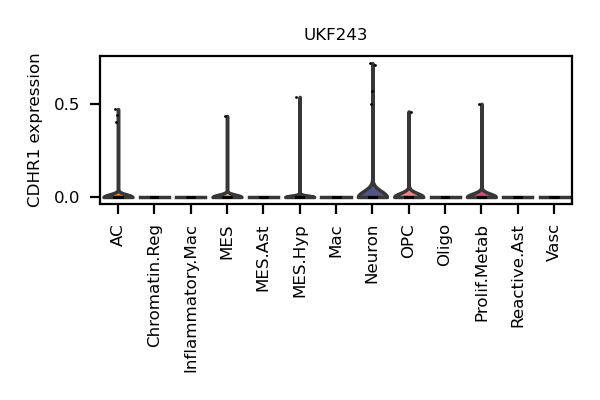 UKF243
CDHR1 expression
0.5
0.0
AC
Chromatin.Reg
Inflammatory.Mac
MES
MES.Ast
MES.Hyp
Mac
Neuron
OPC
Oligo
Prolif.Metab
Reactive.Ast
Vasc